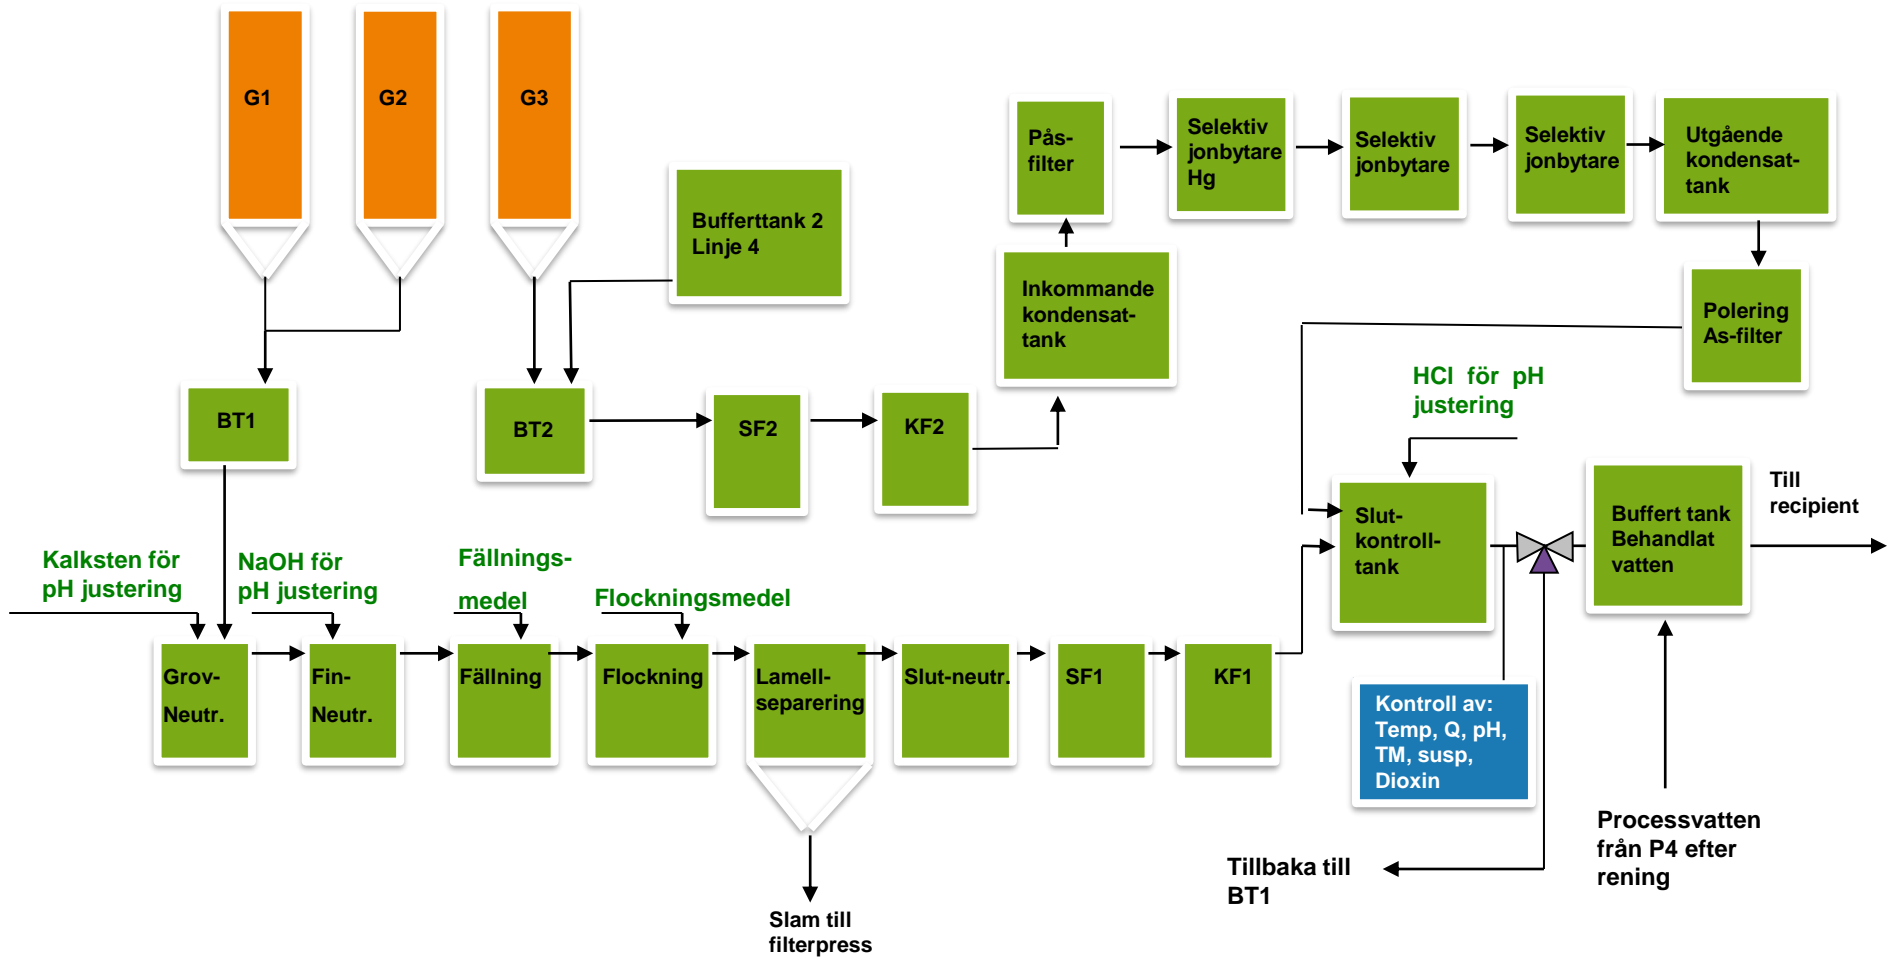 G1
G2
G3
Bufferttank 2
Linje 4
Pås-
filter
Selektiv
jonbytare
Hg
Selektiv
jonbytare
Selektiv
jonbytare
Utgående
kondensat-
tank
Inkommande
kondensat-
tank
Polering
As-filter
BT1
BT2
SF2
KF2
HCl för pH
justering
Slut-
kontroll-
tank
Buffert tank
Behandlat
vatten
Till
recipient
Kalksten för
pH justering
NaOH för
pH justering
Fällnings-
medel
Flockningsmedel
Grov-
Neutr.
Fin-
Neutr.
Fällning
Flockning
Lamell-
separering
Slut-neutr.
SF1
KF1
Kontroll av:
Temp, Q, pH,
TM, susp,
Dioxin
Processvatten
från P4 efter
rening
Tillbaka till
BT1
Slam till
filterpress